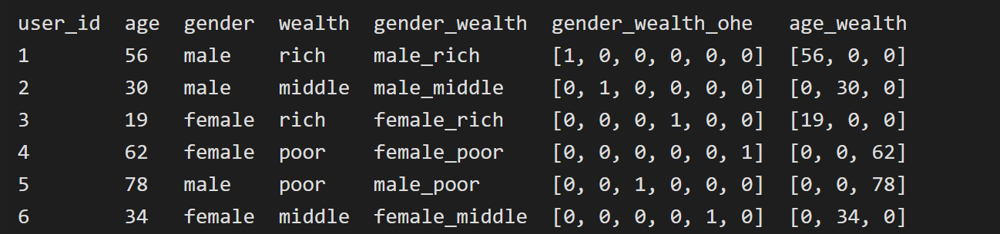 user_id age gender wealth gender_wealth gender_wealth_ohe age_wealth
1 56 male rich male_rich [1, 0, 0, 0, 0, 0] [56, 0, 0]
2 30 male middle male_middle [0, 1, 0, 0, 0, 0] [0, 30, 0]
3 19 female rich female_rich [0, 0, 0, 1, 0, 0] [19, 0, 0]
4 62 female poor female_poor [0, 0, 0, 0, 0, 1] [0, 0, 62]
5 78 male poor male_poor [0, 0, 1, 0, 0, 0] [0, 0, 78]
6 34 female middle female_middle [0, 0, 0, 0, 1, 0] [0, 34, 0]